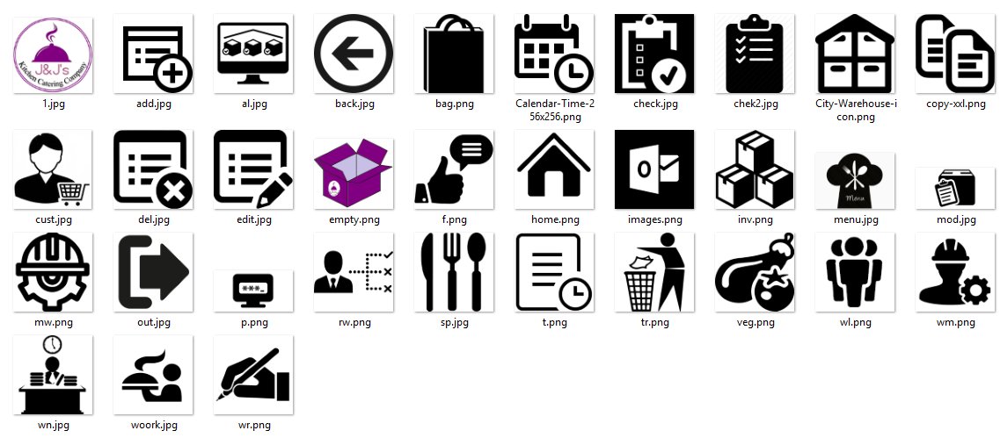 J&J's
Kitchen Catering Company
1.jpg
add.jpg
al.jpg
back.jpg
bag.png
Calendar-Time-2
56x256.png
check.jpg
chek2.jpg
City-Warehouse-i
con.png
copy-xxl.png
cust.jpg
del.jpg
edit.jpg
empty.png
f.png
home.png
O
images.png
inv.png
Menu
menu.jpg
mod.jpg
mw.png
out.jpg
***_
p.png
rw.png
sp.jpg
t.png
tr.png
veg.png
wl.png
wm.png
wn.jpg
woork.jpg
wr.png